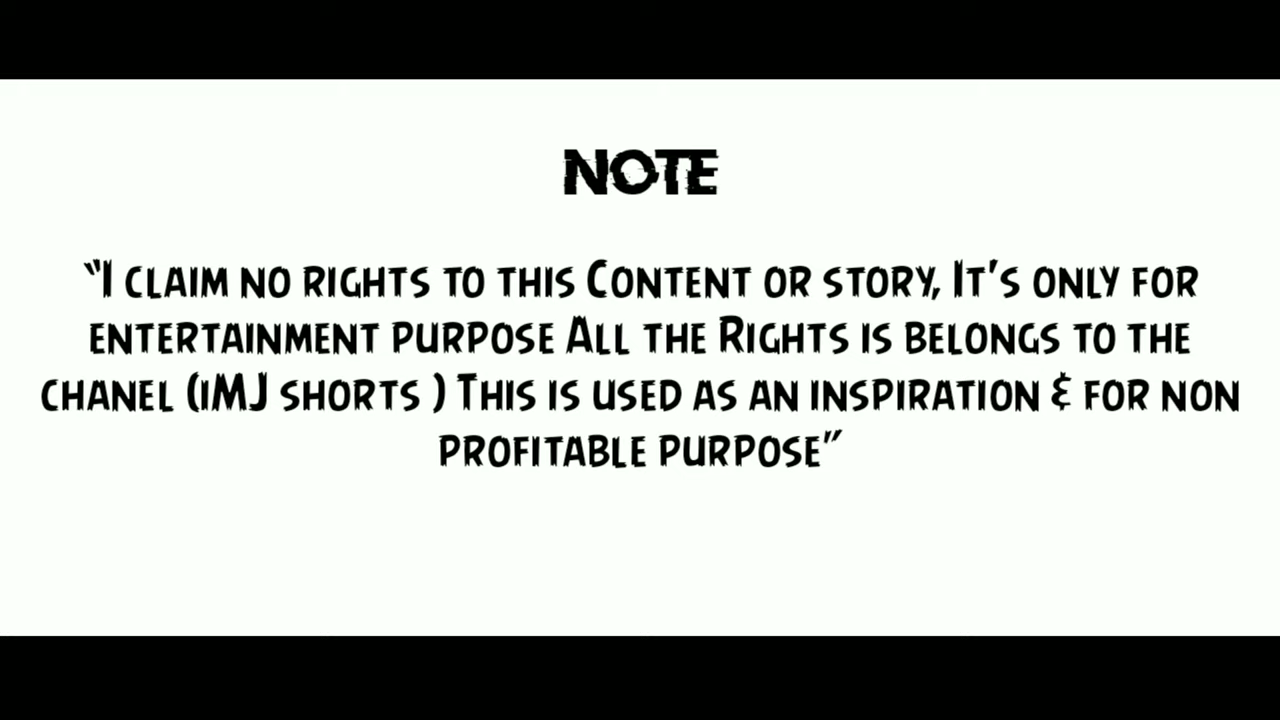 NOTE
“I CLAIM NO RIGHTS TO THIS CONTENT OR STORY, IT'S ONLY FOR
ENTERTAINMENT PURPOSE ALL THE RIGHTS IS BELONGS TO THE
CHANEL (iMJ SHORTS ) THIS IS USED AS AN INSPIRATION & FOR NON
PROFITABLE PURPOSE”